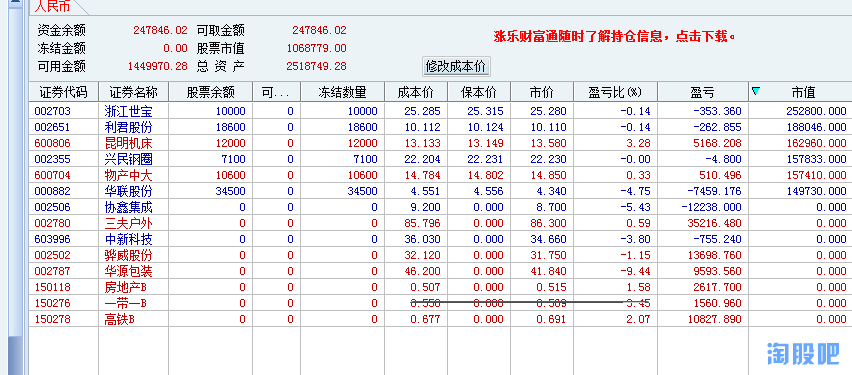 人民币
资金余额 247846.02 可取金额 247846.02
冻结金额 0.00 股票市值 1068779.00
可用金额 1449970.28 总 资 产 2518749.28
涨乐财富通随时了解持仓信息，点击下载。
修改成本价
证券代码 证券名称 股票余额 可... 冻结数量 成本价 保本价 市价 盈亏比(%) 盈亏 市值
002703 浙江世宝 10000 0 10000 25.285 25.315 25.280 -0.14 -353.360 252800.000
002651 利君股份 18600 0 18600 10.112 10.124 10.110 -0.14 -262.855 188046.000
600806 昆明机床 12000 0 12000 13.133 13.149 13.580 3.28 5168.208 162960.000
002355 兴民钢圈 7100 0 7100 22.204 22.231 22.230 -0.00 -4.800 157833.000
600704 物产中大 10600 0 10600 14.784 14.802 14.850 0.33 510.496 157410.000
000882 华联股份 34500 0 34500 4.551 4.556 4.340 -4.75 -7459.176 149730.000
002506 协鑫集成 0 0 0 9.200 0.000 8.700 -5.43 -12238.000 0.000
002780 三夫户外 0 0 0 85.796 0.000 86.300 0.59 35216.480 0.000
603996 中新科技 0 0 0 36.030 0.000 34.660 -3.80 -755.240 0.000
002502 骅威股份 0 0 0 32.120 0.000 31.750 -1.15 13698.760 0.000
002787 华源包装 0 0 0 46.200 0.000 41.840 -9.44 9593.560 0.000
150118 房地产B 0 0 0 0.507 0.000 0.515 1.58 2617.700 0.000
150276 一带一B 0 0 0 0.000 3.45 1560.960 0.000
150278 高铁B 0 0 0 0.677 0.000 0.691 2.07 10827.890 0.000
淘股吧